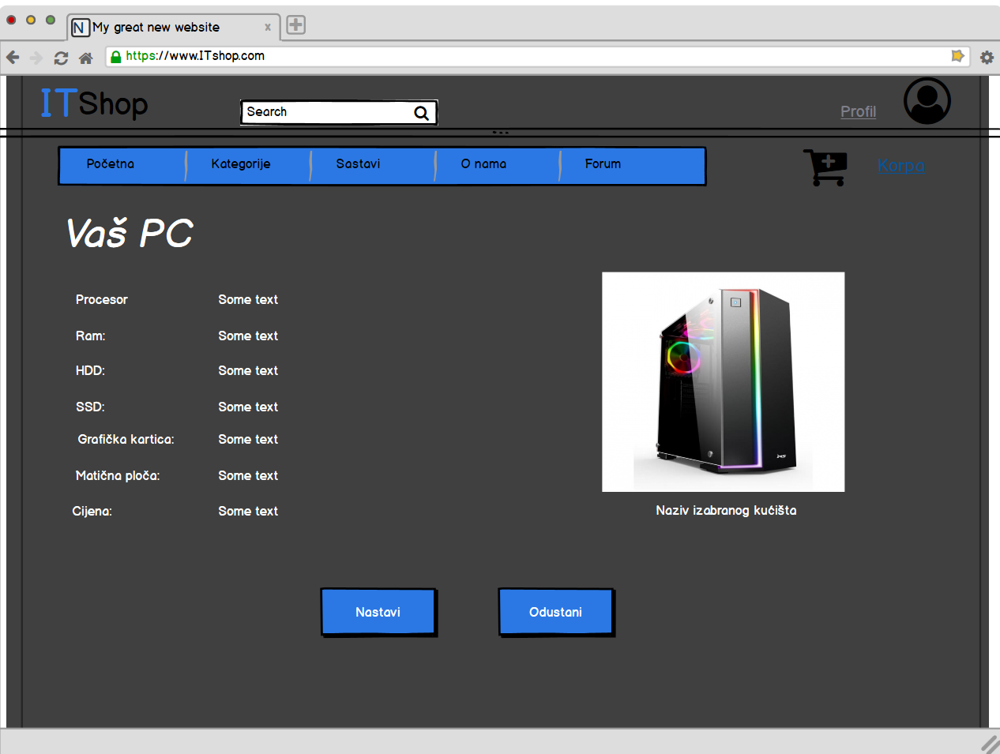 N My great new website x
https://www.ITshop.com
ITShop
Search
Profil
Početna Kategorije Sastavi O nama Forum
Korpa
Vaš PC
Procesor Some text
Ram: Some text
HDD: Some text
SSD: Some text
Grafička kartica: Some text
Matična ploča: Some text
Cijena: Some text
Naziv izabranog kućišta
Nastavi Odustani